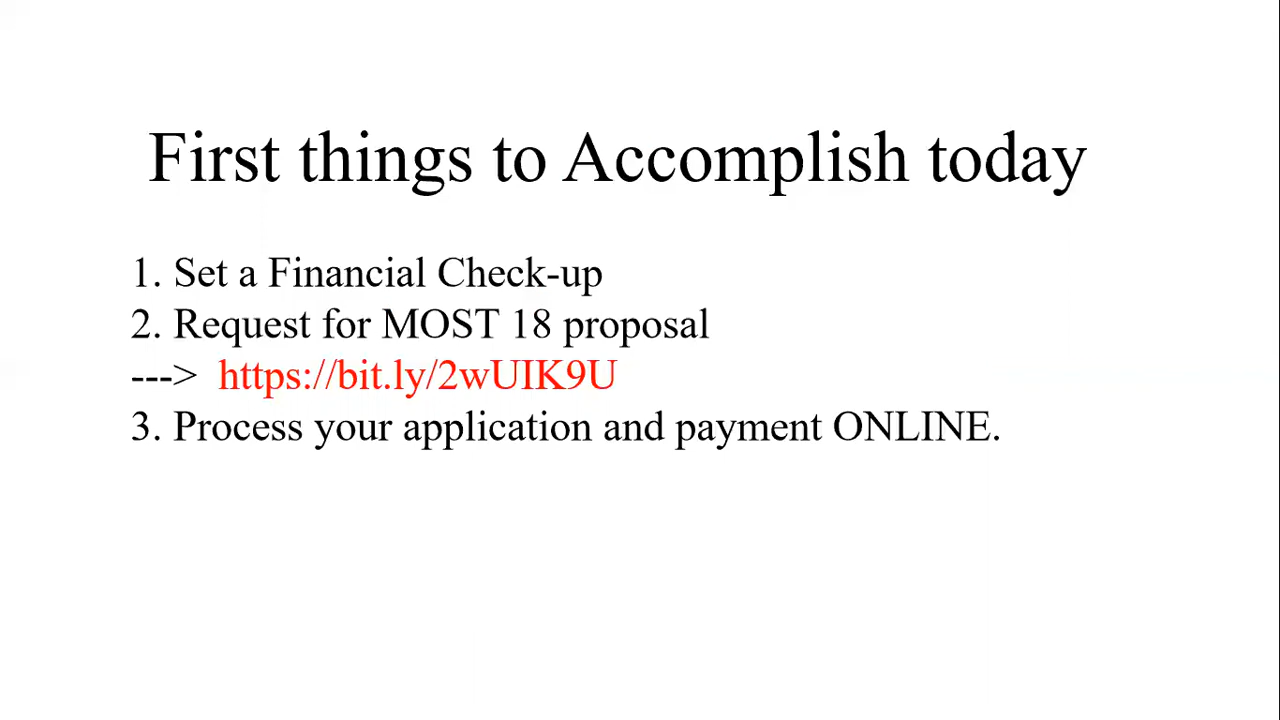 First things to Accomplish today
1. Set a Financial Check-up
2. Request for MOST 18 proposal
---> https://bit.ly/2wUIK9U
3. Process your application and payment ONLINE.